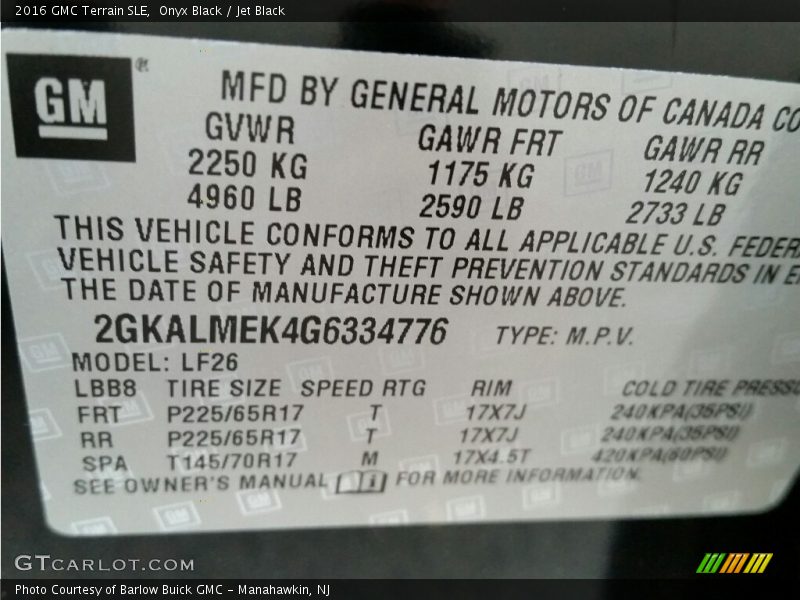 2016 GMC Terrain SLE, Onyx Black / Jet Black
GM ®
MFD BY GENERAL MOTORS OF CANADA CO
GVWR GAWR FRT GAWR RR
2250 KG 1175 KG 1240 KG
4960 LB 2590 LB 2733 LB
THIS VEHICLE CONFORMS TO ALL APPLICABLE U.S. FEDERA
VEHICLE SAFETY AND THEFT PREVENTION STANDARDS IN E
THE DATE OF MANUFACTURE SHOWN ABOVE.
2GKALMEK4G6334776 TYPE: M.P.V.
MODEL: LF26
LBB8 TIRE SIZE SPEED RTG RIM COLD TIRE PRESSU
FRT P225/65R17 T 17X7J 240KPA(35PSI)
RR P225/65R17 T 17X7J 240KPA(35PSI)
SPA T145/70R17 M 17X4.5T 420KPA(60PSI)
SEE OWNER'S MANUAL i FOR MORE INFORMATION.
GTCARLOT.COM
Photo Courtesy of Barlow Buick GMC - Manahawkin, NJ